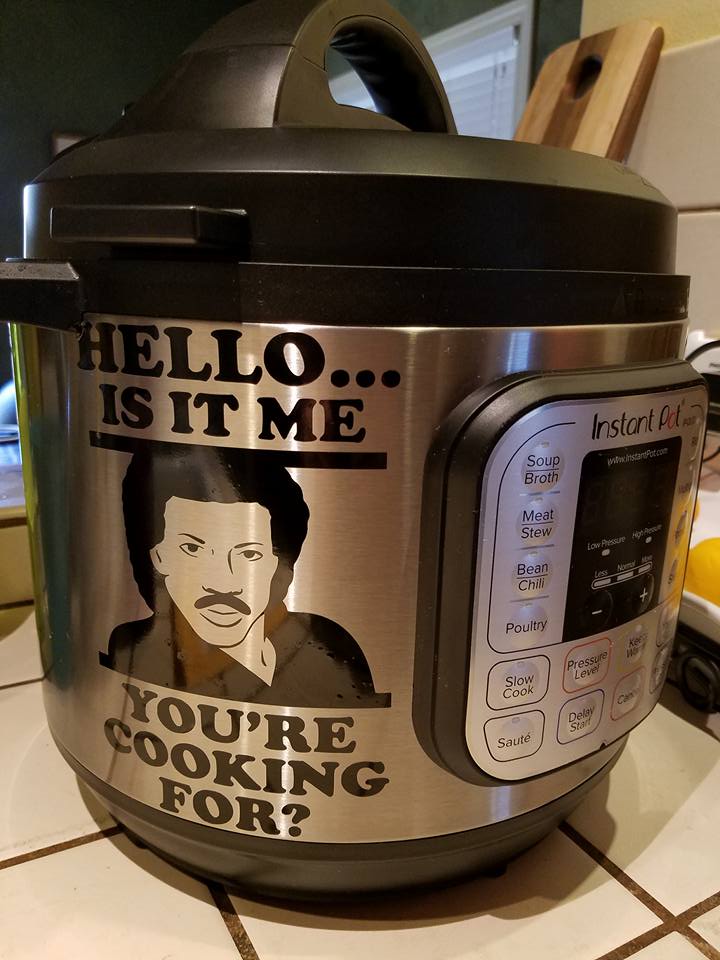 HELLO...
IS IT ME
YOU'RE
COOKING
FOR?
Instant Pot
www.InstantPot.com
Soup
Broth
Meat
Stew
Bean
Chili
Poultry
Low Pressure High Pressure
Less Normal More
- +
Slow
Cook
Pressure
Level
Sauté
Delay
Start